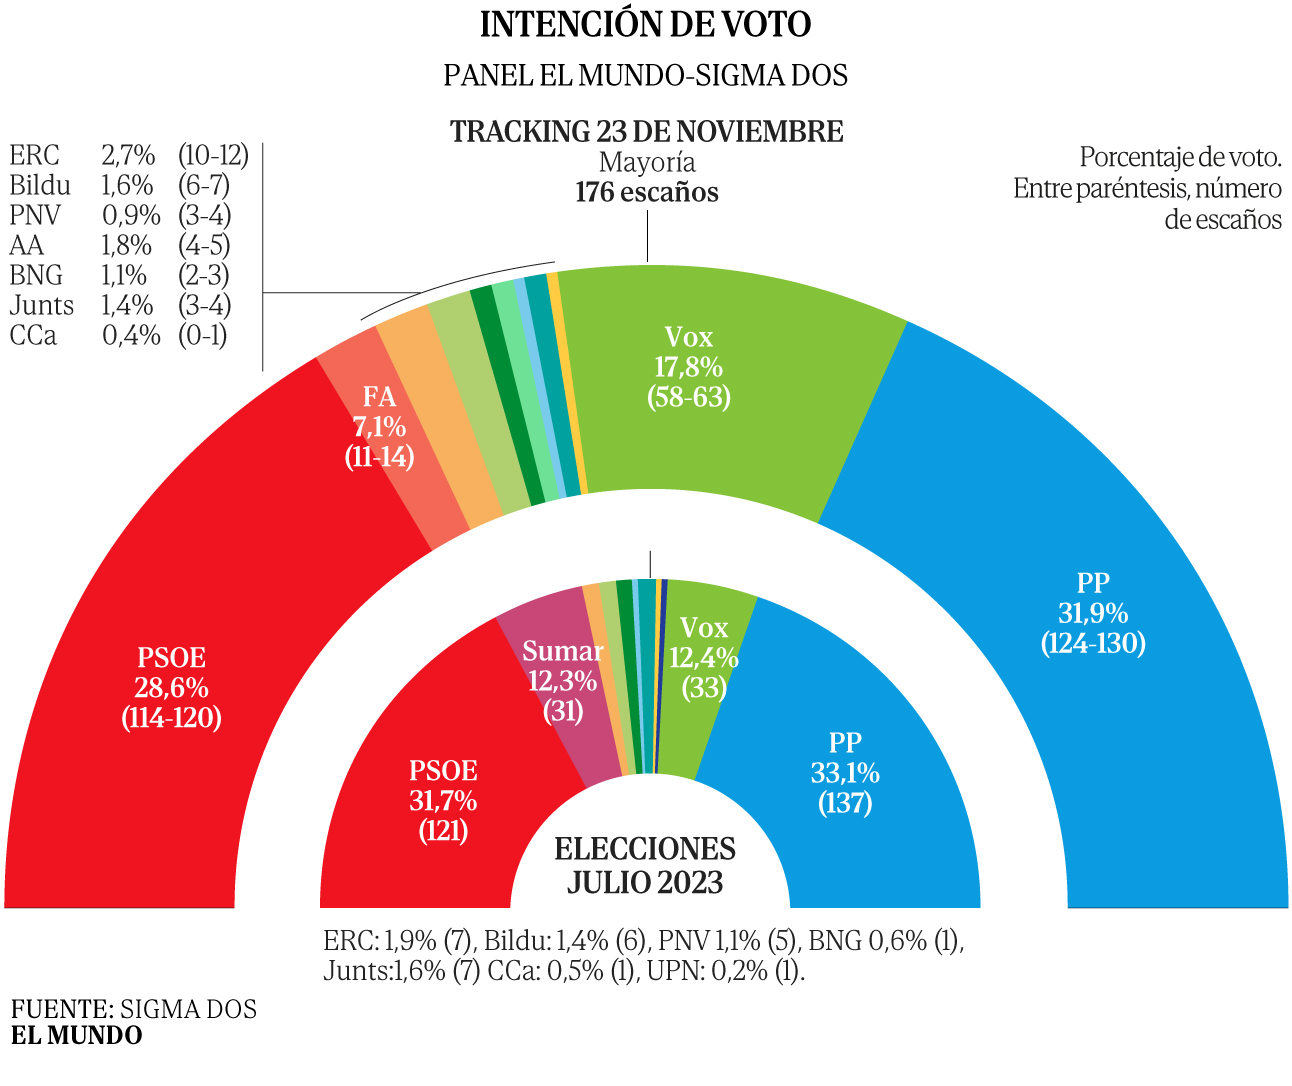 INTENCIÓN DE VOTO
PANEL EL MUNDO-SIGMA DOS
TRACKING 23 DE NOVIEMBRE
Mayoría
176 escaños
Porcentaje de voto.
Entre paréntesis, número
de escaños
ERC 2,7% (10-12)
Bildu 1,6% (6-7)
PNV 0,9% (3-4)
AA 1,8% (4-5)
BNG 1,1% (2-3)
Junts 1,4% (3-4)
CCa 0,4% (0-1)
PSOE
28,6%
(114-120)
FA
7,1%
(11-14)
Vox
17,8%
(58-63)
PP
31,9%
(124-130)
PSOE
31,7%
(121)
Sumar
12,3%
(31)
Vox
12,4%
(33)
PP
33,1%
(137)
ELECCIONES
JULIO 2023
ERC: 1,9% (7), Bildu: 1,4% (6), PNV 1,1% (5), BNG 0,6% (1),
Junts:1,6% (7) CCa: 0,5% (1), UPN: 0,2% (1).
FUENTE: SIGMA DOS
EL MUNDO